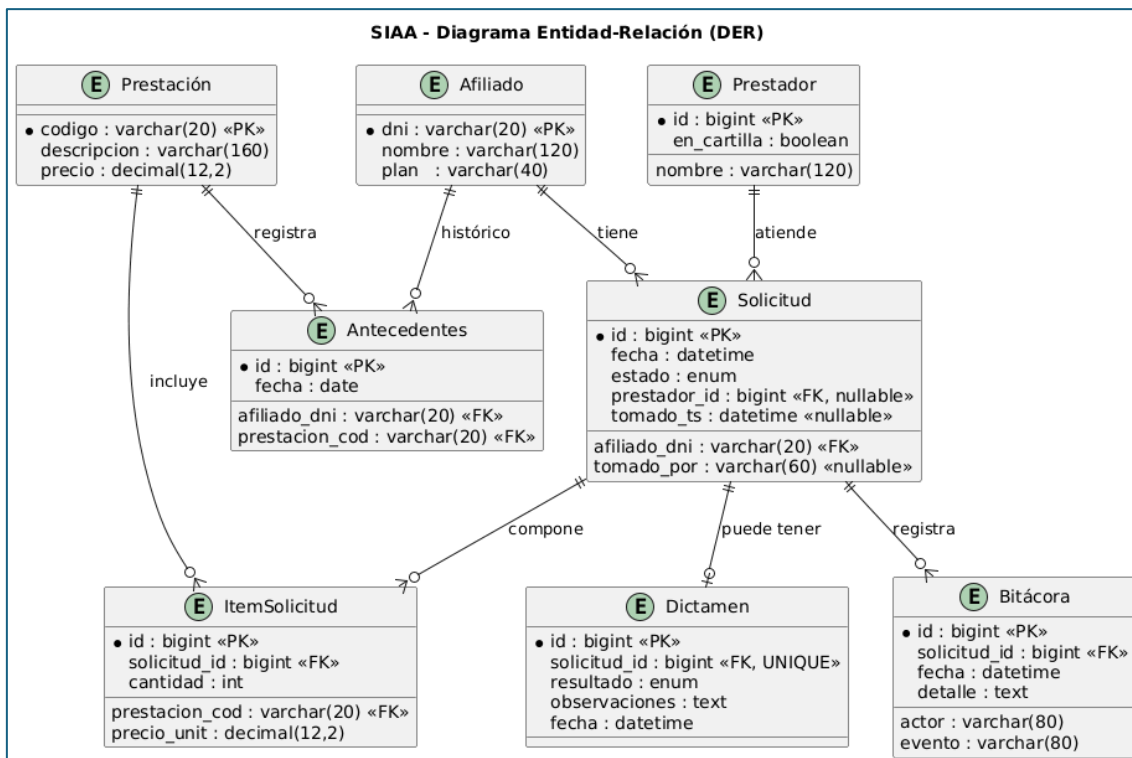 SIAA - Diagrama Entidad-Relación (DER)
E Prestación
codigo : varchar(20) «PK»
descripcion : varchar(160)
precio : decimal(12,2)
E Afiliado
dni : varchar(20) «PK»
nombre : varchar(120)
plan : varchar(40)
E Prestador
id : bigint «PK»
en_cartilla : boolean
nombre : varchar(120)
registra
histórico
tiene
atiende
E Antecedentes
id : bigint «PK»
fecha : date
afiliado_dni : varchar(20) «FK»
prestacion_cod : varchar(20) «FK»
E Solicitud
id : bigint «PK»
fecha : datetime
estado : enum
prestador_id : bigint «FK, nullable»
tomado_ts : datetime «nullable»
afiliado_dni : varchar(20) «FK»
tomado_por : varchar(60) «nullable»
incluye
compone
puede tener
registra
E ItemSolicitud
id : bigint «PK»
solicitud_id : bigint «FK»
cantidad : int
prestacion_cod : varchar(20) «FK»
precio_unit : decimal(12,2)
E Dictamen
id : bigint «PK»
solicitud_id : bigint «FK, UNIQUE»
resultado : enum
observaciones : text
fecha : datetime
E Bitácora
id : bigint «PK»
solicitud_id : bigint «FK»
fecha : datetime
detalle : text
actor : varchar(80)
evento : varchar(80)